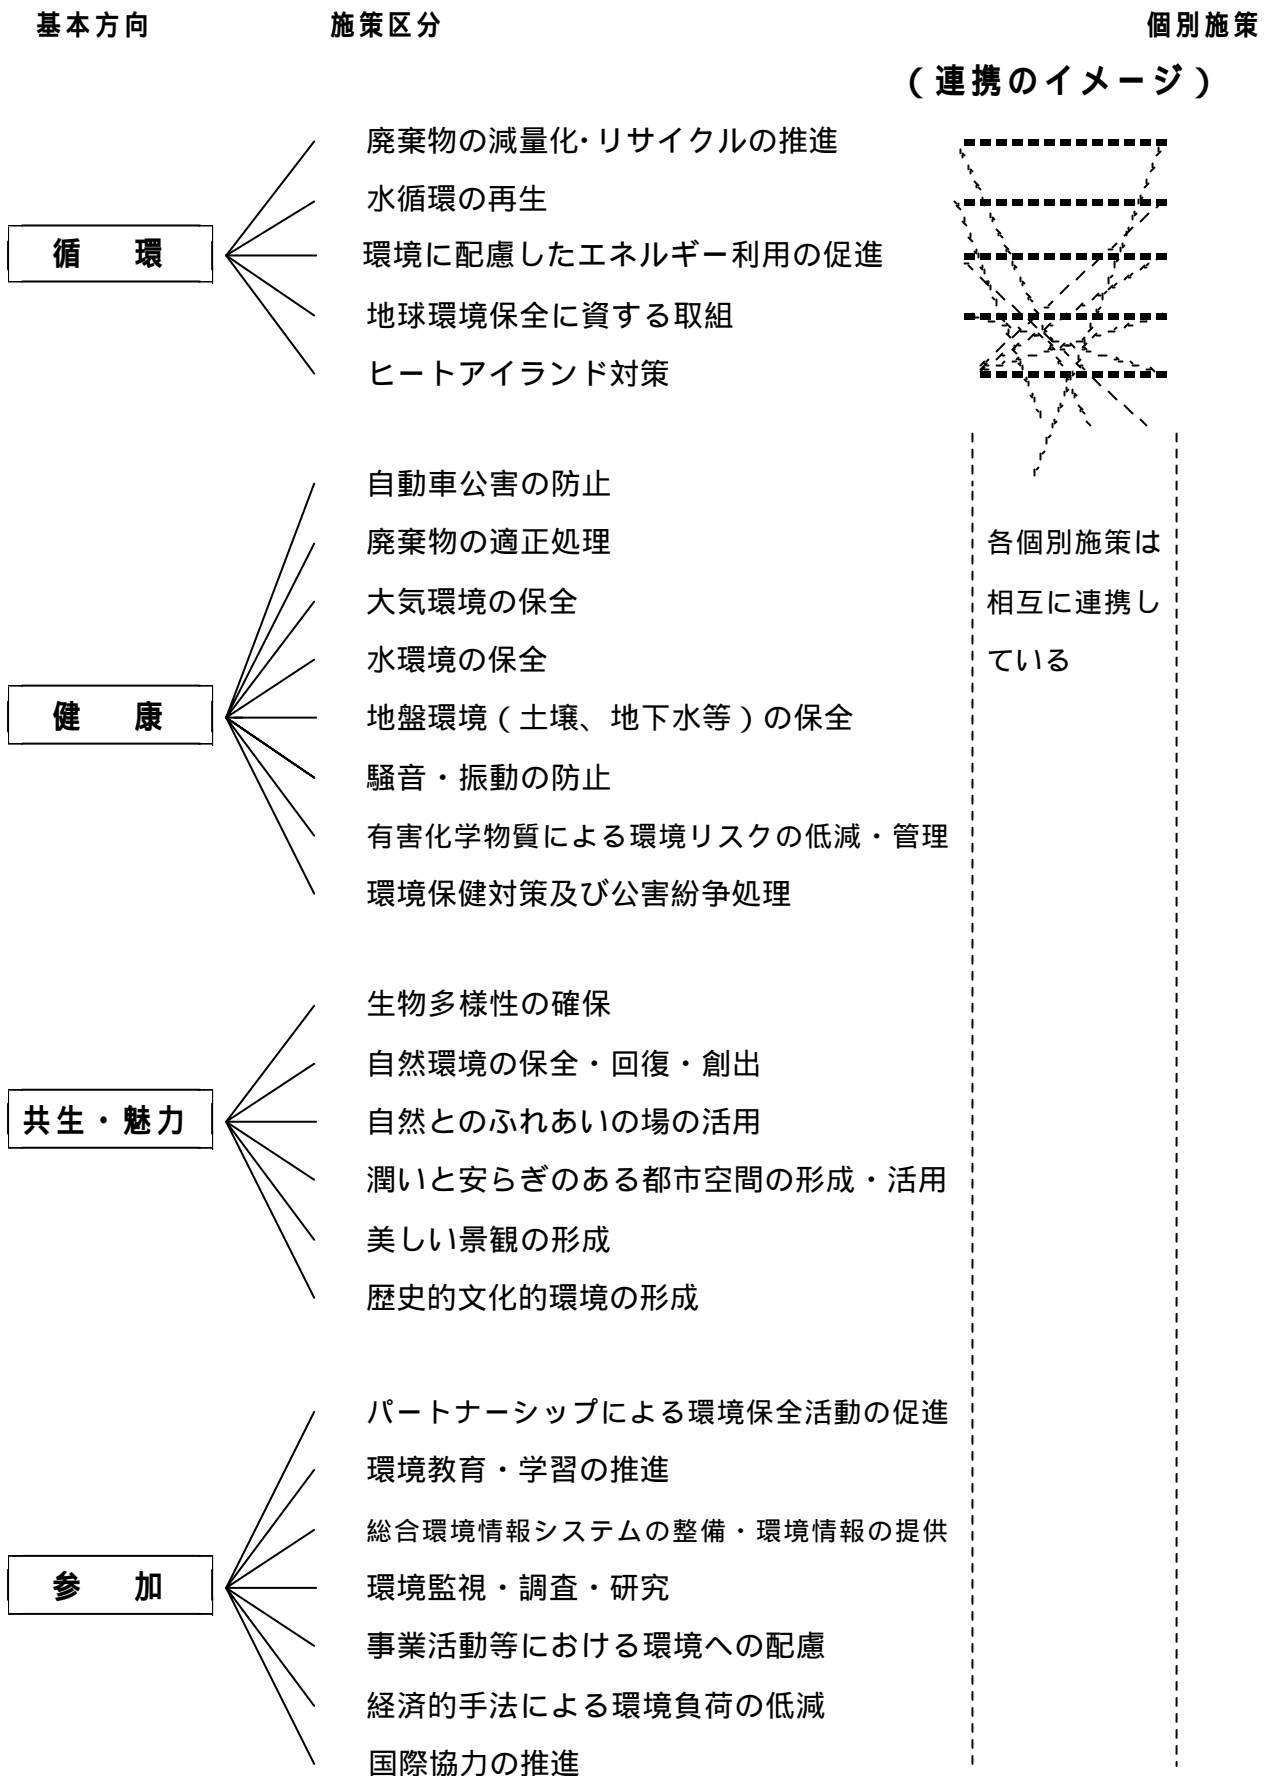 基本方向 施策区分 個別施策
（連携のイメージ）
廃棄物の減量化・リサイクルの推進
水循環の再生
循 環
環境に配慮したエネルギー利用の促進
地球環境保全に資する取組
ヒートアイランド対策
自動車公害の防止
廃棄物の適正処理
大気環境の保全
水環境の保全
健 康
地盤環境（土壌、地下水等）の保全
騒音・振動の防止
有害化学物質による環境リスクの低減・管理
環境保健対策及び公害紛争処理
各個別施策は
相互に連携し
ている
生物多様性の確保
自然環境の保全・回復・創出
共生・魅力
自然とのふれあいの場の活用
潤いと安らぎのある都市空間の形成・活用
美しい景観の形成
歴史的文化的環境の形成
パートナーシップによる環境保全活動の促進
環境教育・学習の推進
総合環境情報システムの整備・環境情報の提供
参 加
環境監視・調査・研究
事業活動等における環境への配慮
経済的手法による環境負荷の低減
国際協力の推進